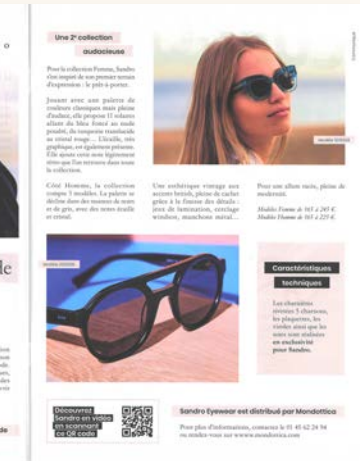 Une 2e collection
audacieuse
Pour la collection Femme, Sandro
s'est inspiré de son premier terrain
d'expression : le prêt-à-porter.
Jouant avec une palette de
couleurs classiques mais pleine
d'audace, elle propose 17 volumes
allant du bleu foncé au nude
poudré, du turquoise translucide
au cristal rouge... L'écaille, très
graphique, est également présente.
Elle ajoute cette note légèrement
rétro que l'on retrouve dans toute
la collection.
Côté Homme, la collection
compte 5 modèles. La palette se
décline dans des nuances de noirs
et de gris, avec des notes écaille
et cristal.
Une esthétique vintage aux
accents british, pleine de cachet
grâce à la finesse des détails :
jeux de lamination, cerclage
windsor, manchons métal...
Pour une allure racée, pleine de
modernité.
Modèles Femme de 165 à 245 €
Modèles Homme de 165 à 225 €
Caractéristiques
techniques
Les charnières
rivetées 5 charnons,
les plaquettes, les
viroles ainsi que les
sont réalisées
en exclusivité
pour Sandro.
Découvrez
Sandro en vidéo
en scannant
ce QR code
Sandro Eyewear est distribué par Mondottica
Pour plus d'informations, contactez le 01 45 62 24 94
ou rendez-vous sur www.mondottica.com